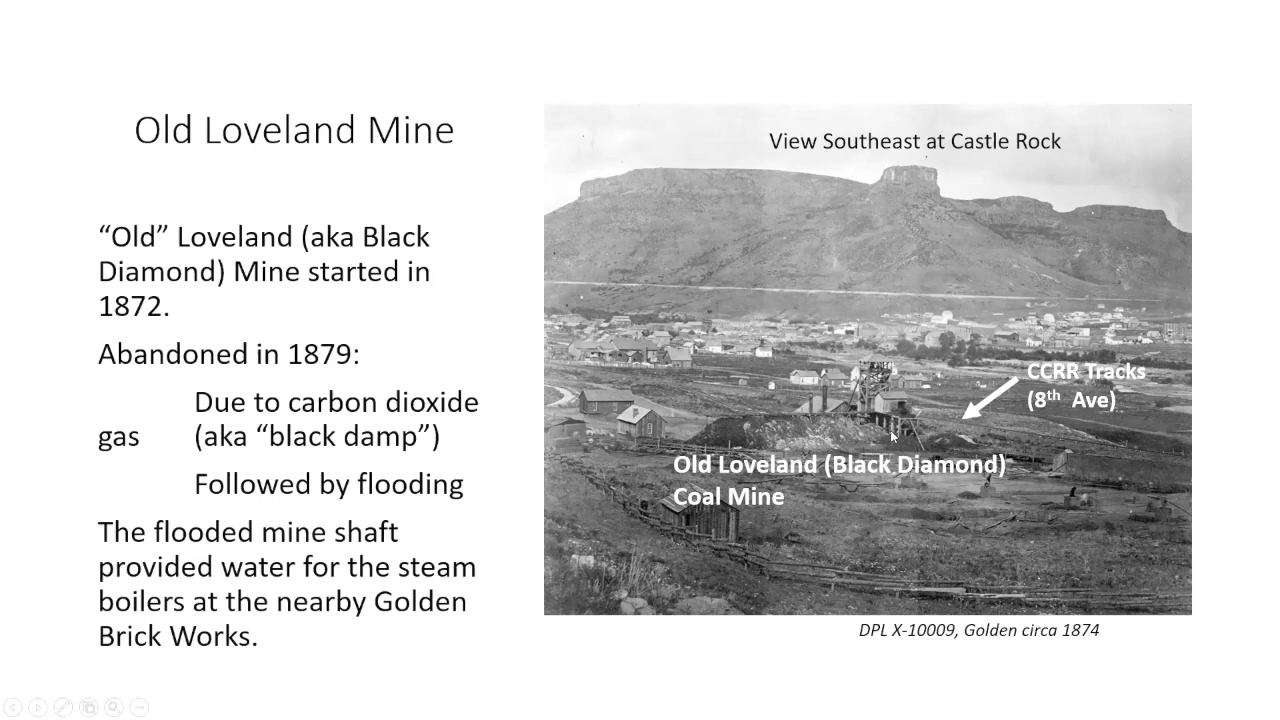 Old Loveland Mine
“Old” Loveland (aka Black
Diamond) Mine started in
1872.
Abandoned in 1879:
Due to carbon dioxide
gas (aka “black damp”)
Followed by flooding
The flooded mine shaft
provided water for the steam
boilers at the nearby Golden
Brick Works.
View Southeast at Castle Rock
CCRR Tracks
(8th Ave)
Old Loveland (Black Diamond)
Coal Mine
DPL X-10009, Golden circa 1874